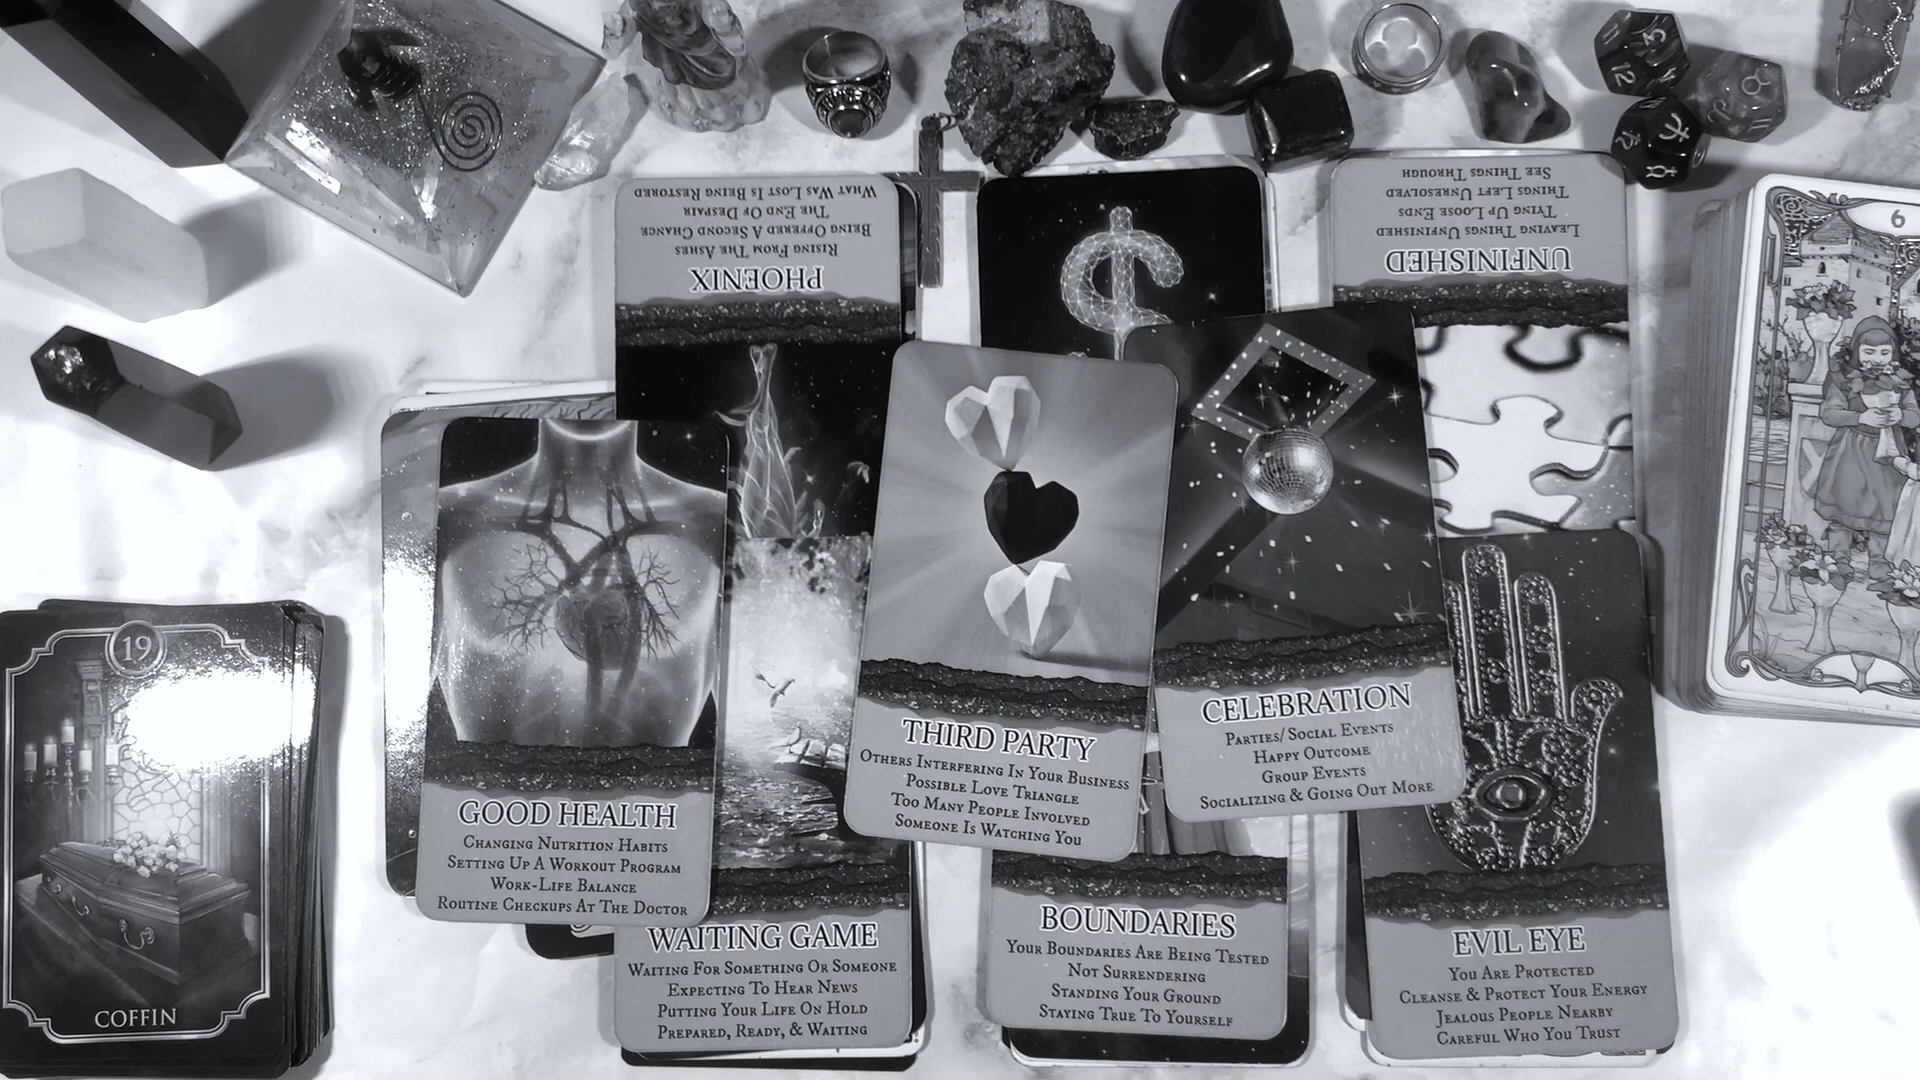 What Was Lost Is Being Restored
The End Of Despair
Being Offered A Second Chance
Rising From The Ashes
PHOENIX
See Things Through
Things Left Unresolved
Tying Up Loose Ends
Leaving Things Unfinished
UNFINISHED
12
3
6
19
COFFIN
GOOD HEALTH
Changing Nutrition Habits
Setting Up A Workout Program
Work-Life Balance
Routine Checkups At The Doctor
THIRD PARTY
Others Interfering In Your Business
Possible Love Triangle
Too Many People Involved
Someone Is Watching You
CELEBRATION
Parties/Social Events
Happy Outcome
Group Events
Socializing & Going Out More
WAITING GAME
Waiting For Something Or Someone
Expecting To Hear News
Putting Your Life On Hold
Prepared, Ready, & Waiting
BOUNDARIES
Your Boundaries Are Being Tested
Not Surrendering
Standing Your Ground
Staying True To Yourself
EVIL EYE
You Are Protected
Cleanse & Protect Your Energy
Jealous People Nearby
Careful Who You Trust